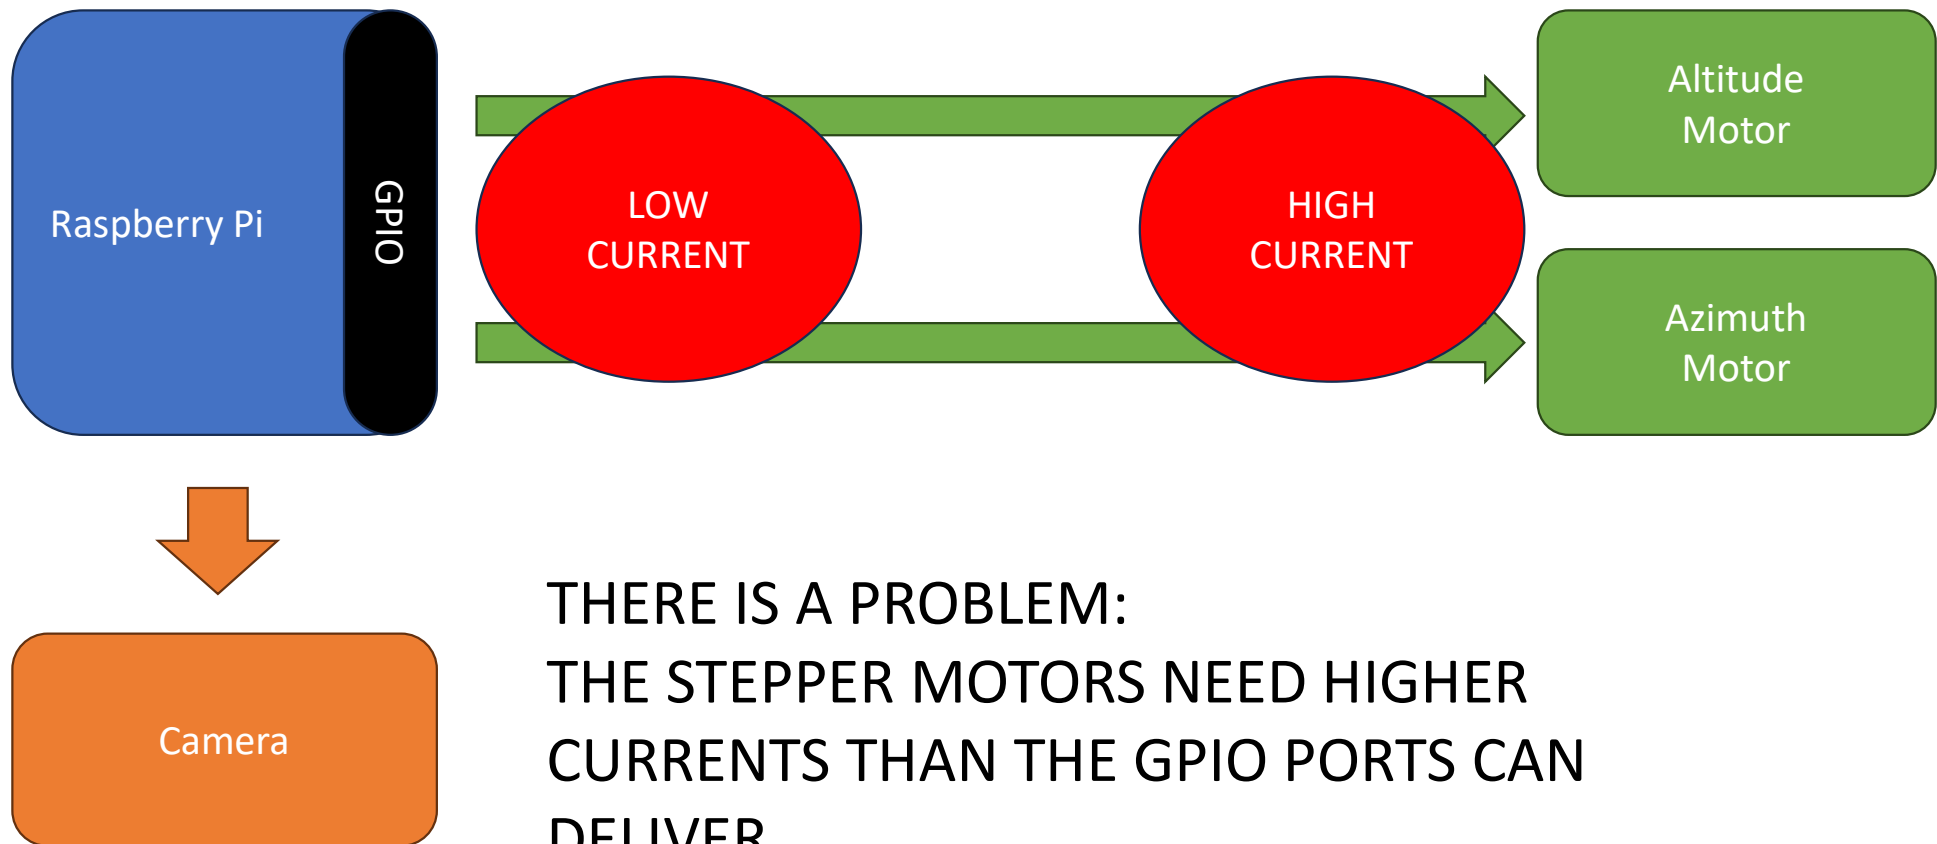 Raspberry Pi
GPIO
LOW
CURRENT
HIGH
CURRENT
Altitude
Motor
Azimuth
Motor
Camera
THERE IS A PROBLEM:
THE STEPPER MOTORS NEED HIGHER
CURRENTS THAN THE GPIO PORTS CAN
DELIVER